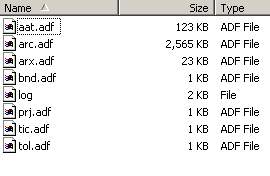 Name Size Type
aat.adf 123 KB ADF File
arc.adf 2,565 KB ADF File
arx.adf 23 KB ADF File
bnd.adf 1 KB ADF File
log 2 KB File
prj.adf 1 KB ADF File
tic.adf 1 KB ADF File
tol.adf 1 KB ADF File